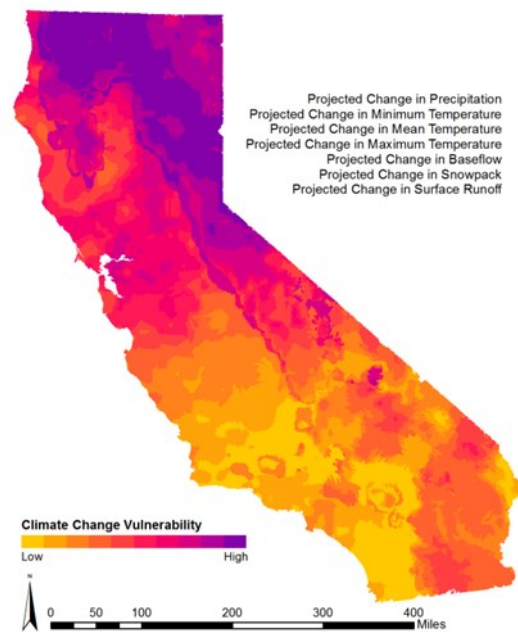 Projected Change in Precipitation
Projected Change in Minimum Temperature
Projected Change in Mean Temperature
Projected Change in Maximum Temperature
Projected Change in Baseflow
Projected Change in Snowpack
Projected Change in Surface Runoff
Climate Change Vulnerability
Low High
N
0 25 50 100 200 300 400
Miles